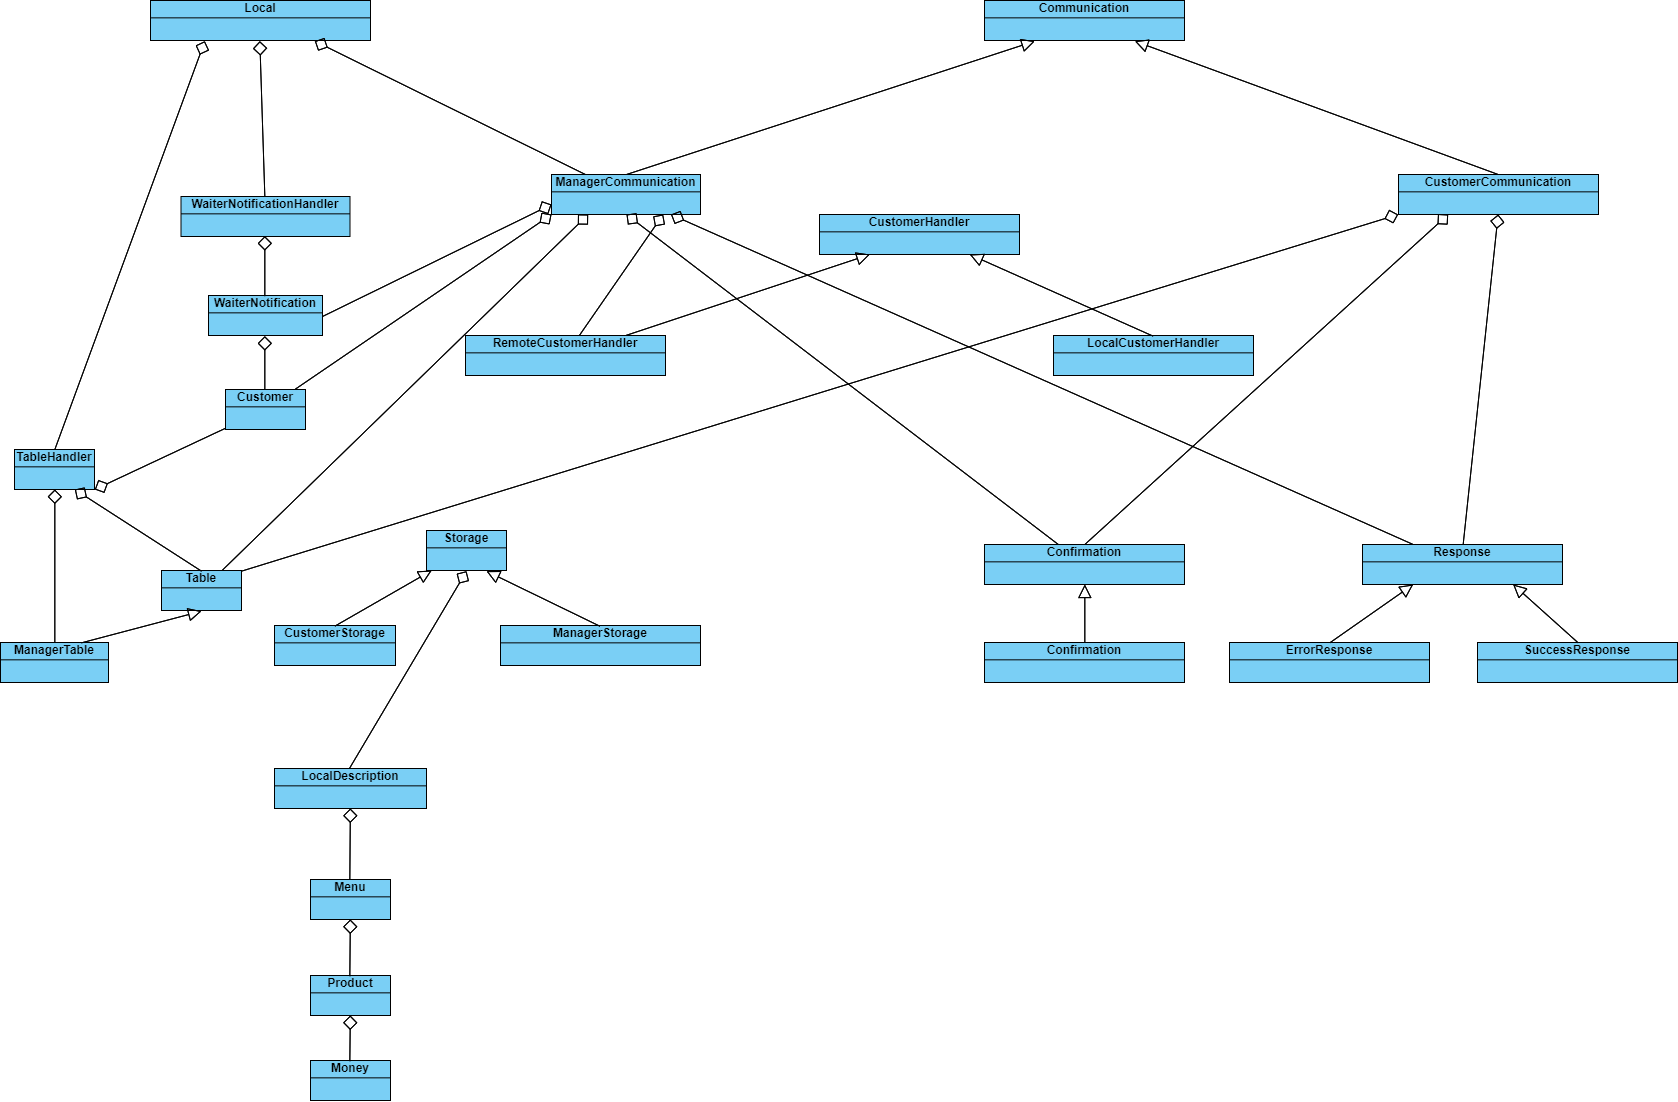 Local
Communication
ManagerCommunication
CustomerCommunication
WaiterNotificationHandler
CustomerHandler
WaiterNotification
RemoteCustomerHandler
LocalCustomerHandler
Customer
TableHandler
Storage
Confirmation
Response
Table
CustomerStorage
ManagerStorage
ManagerTable
Confirmation
ErrorResponse
SuccessResponse
LocalDescription
Menu
Product
Money